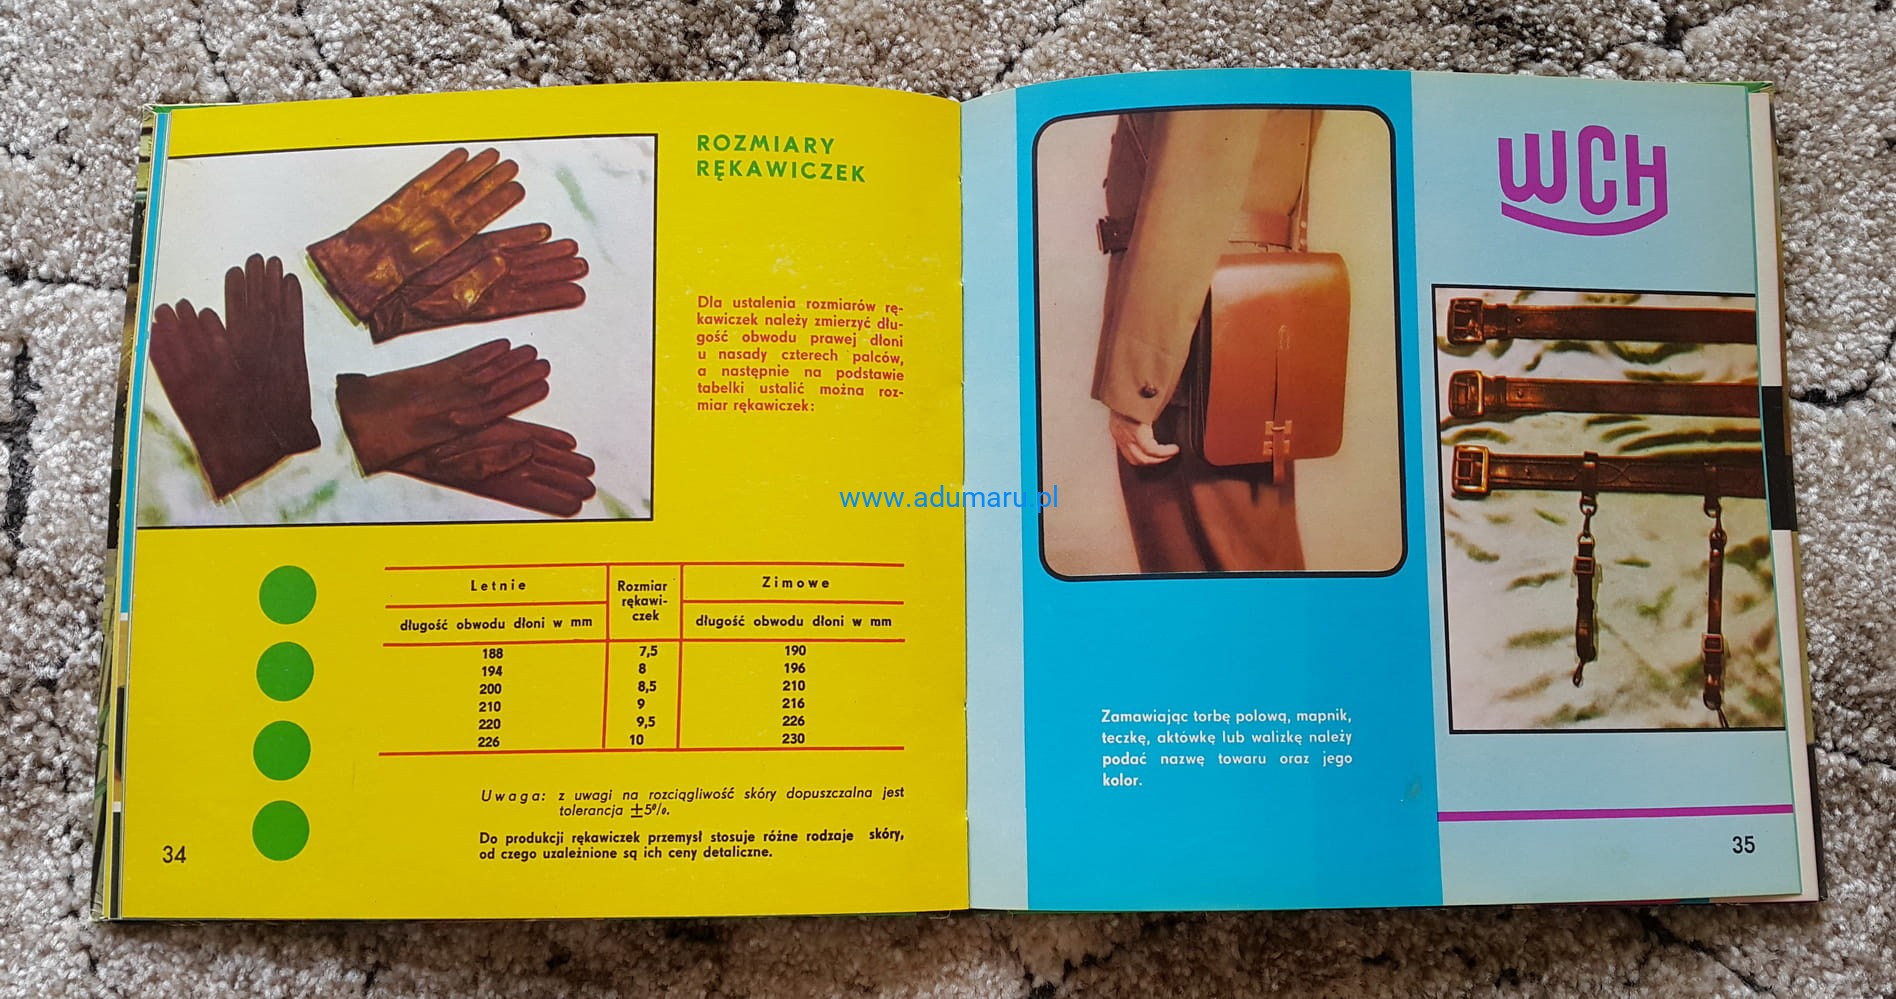 ROZMIARY
RĘKAWICZEK
Dla ustalenia rozmiarów rę-
kawiczek należy zmierzyć dłu-
gość obwodu prawej dłoni
u nasady czterech palców,
a następnie na podstawie
tabelki ustalić można roz-
miar rękawiczek:
Letnie Rozmiar rękawi- czek Zimowe
długość obwodu dłoni w mm długość obwodu dłoni w mm
188 7,5 190
194 8 196
200 8,5 210
210 9 216
220 9,5 226
226 10 230
Uwaga: z uwagi na rozciągliwość skóry dopuszczalna jest
tolerancja ±5%.
Do produkcji rękawiczek przemysł stosuje różne rodzaje skóry,
od czego uzależnione są ich ceny detaliczne.
34
www.adumaru.pl
WCH
Zamawiając torbę polową, mapnik,
teczkę, aktówkę lub walizkę należy
podać nazwę towaru oraz jego
kolor.
35